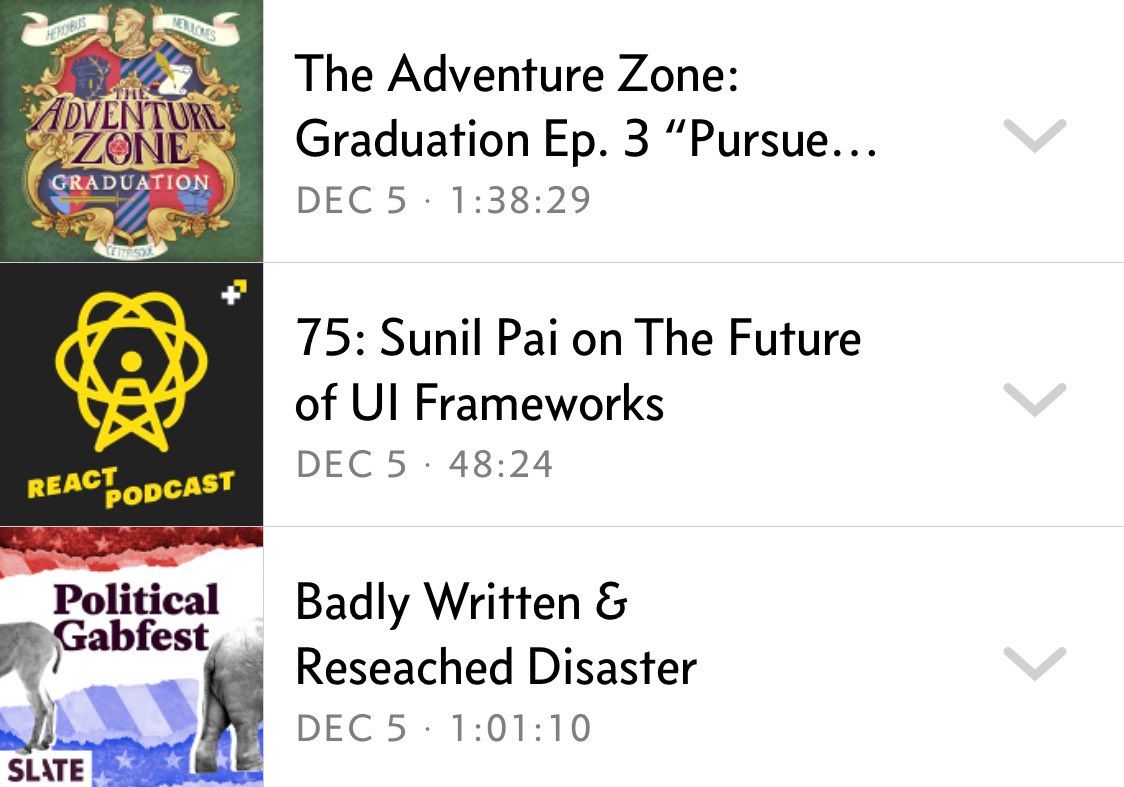 HEROIBUS
NEBULONES
THE
ADVENTURE
ZONE
GRADUATION
CETERISQUE
The Adventure Zone:
Graduation Ep. 3 “Pursue…
DEC 5 · 1:38:29
REACT
PODCAST
75: Sunil Pai on The Future
of UI Frameworks
DEC 5 · 48:24
Political
Gabfest
SLATE
Badly Written &
Reseached Disaster
DEC 5 · 1:01:10